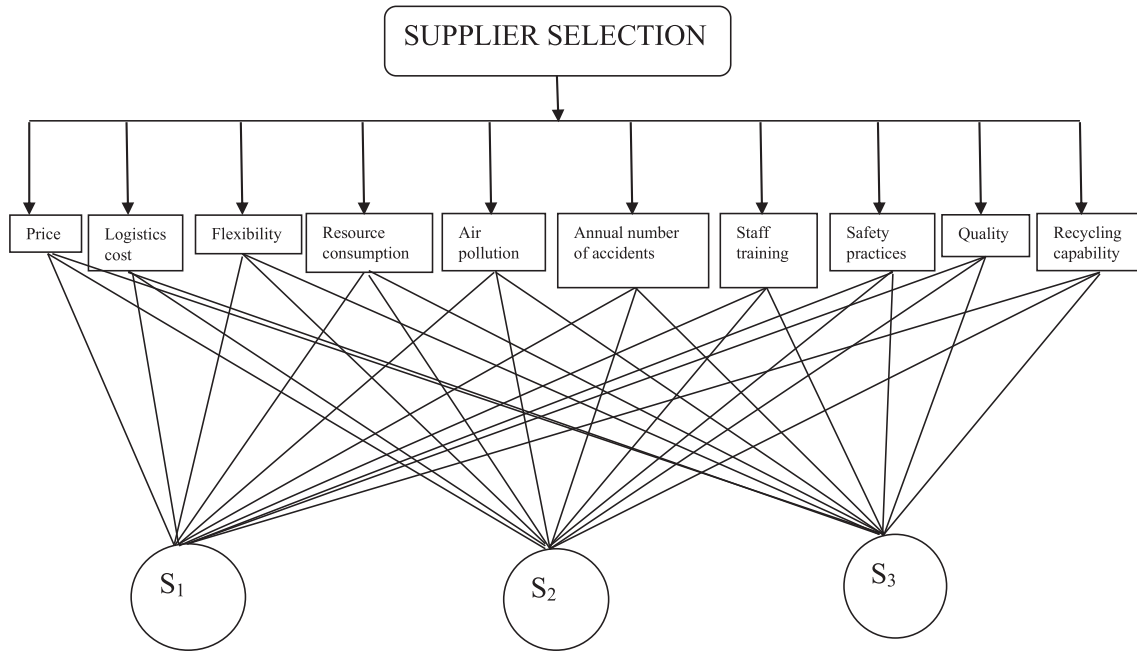 SUPPLIER SELECTION
Price
Logistics
cost
Flexibility
Resource
consumption
Air
pollution
Annual number
of accidents
Staff
training
Safety
practices
Quality
Recycling
capability
S1
S2
S3